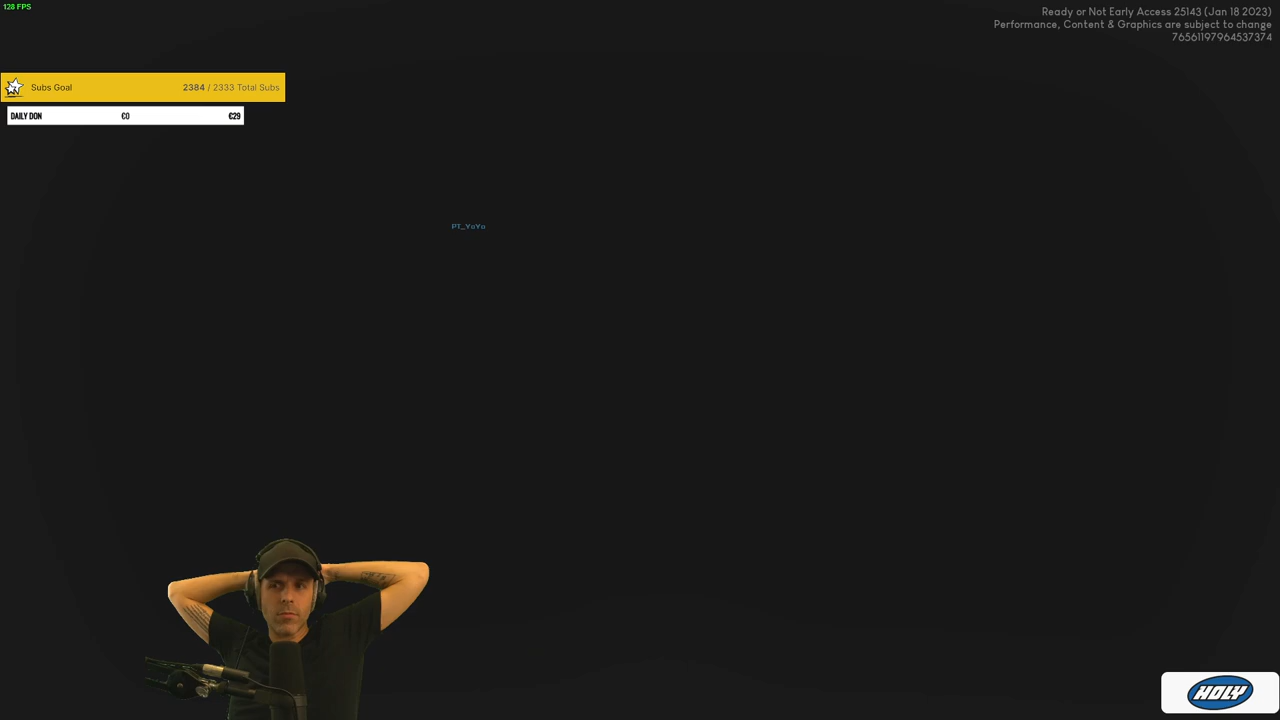 128 FPS
Ready or Not Early Access 25143 (Jan 18 2023)
Performance, Content & Graphics are subject to change
76561197964537374
Subs Goal 2384 / 2333 Total Subs
DAILY DON €0 €29
PT_YoYo
HOLY